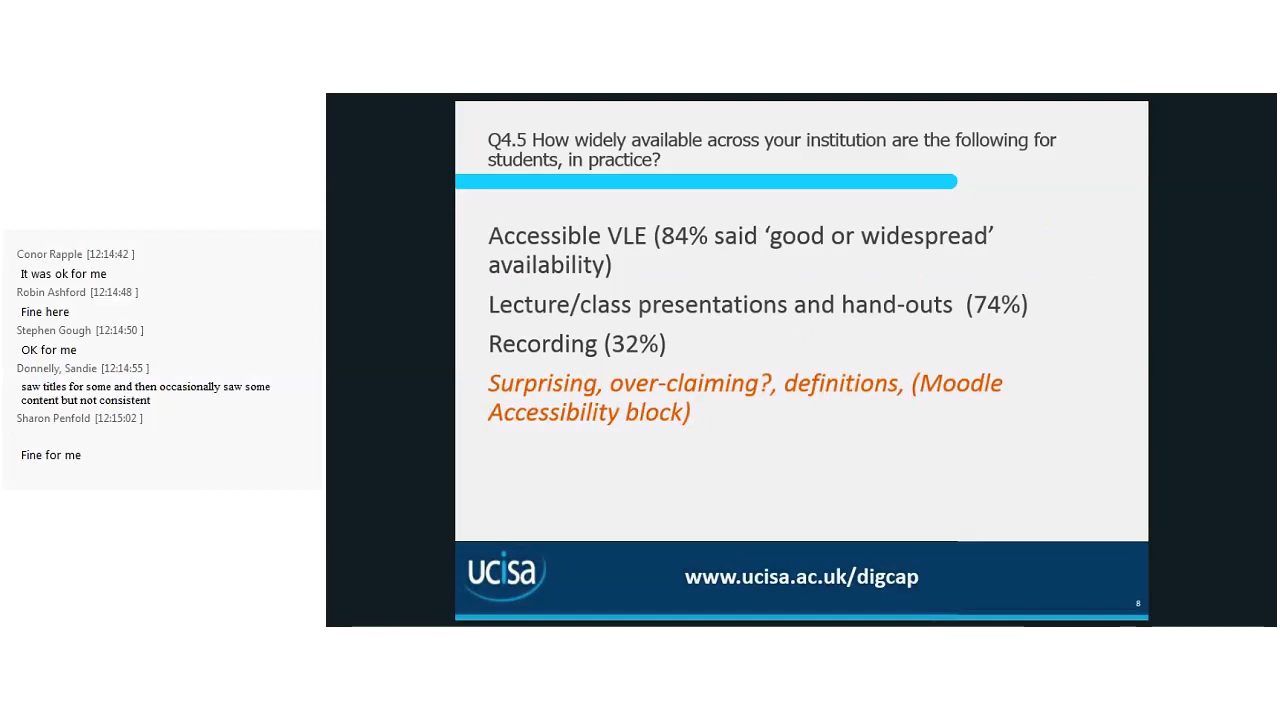 Conor Rapple [12:14:42 ]
It was ok for me
Robin Ashford [12:14:48 ]
Fine here
Stephen Gough [12:14:50 ]
OK for me
Donnelly, Sandie [12:14:55 ]
saw titles for some and then occasionally saw some
content but not consistent
Sharon Penfold [12:15:02 ]
Fine for me
Q4.5 How widely available across your institution are the following for
students, in practice?
Accessible VLE (84% said ‘good or widespread’
availability)
Lecture/class presentations and hand-outs  (74%)
Recording (32%)
Surprising, over-claiming?, definitions, (Moodle
Accessibility block)
ucisa
www.ucisa.ac.uk/digcap
8